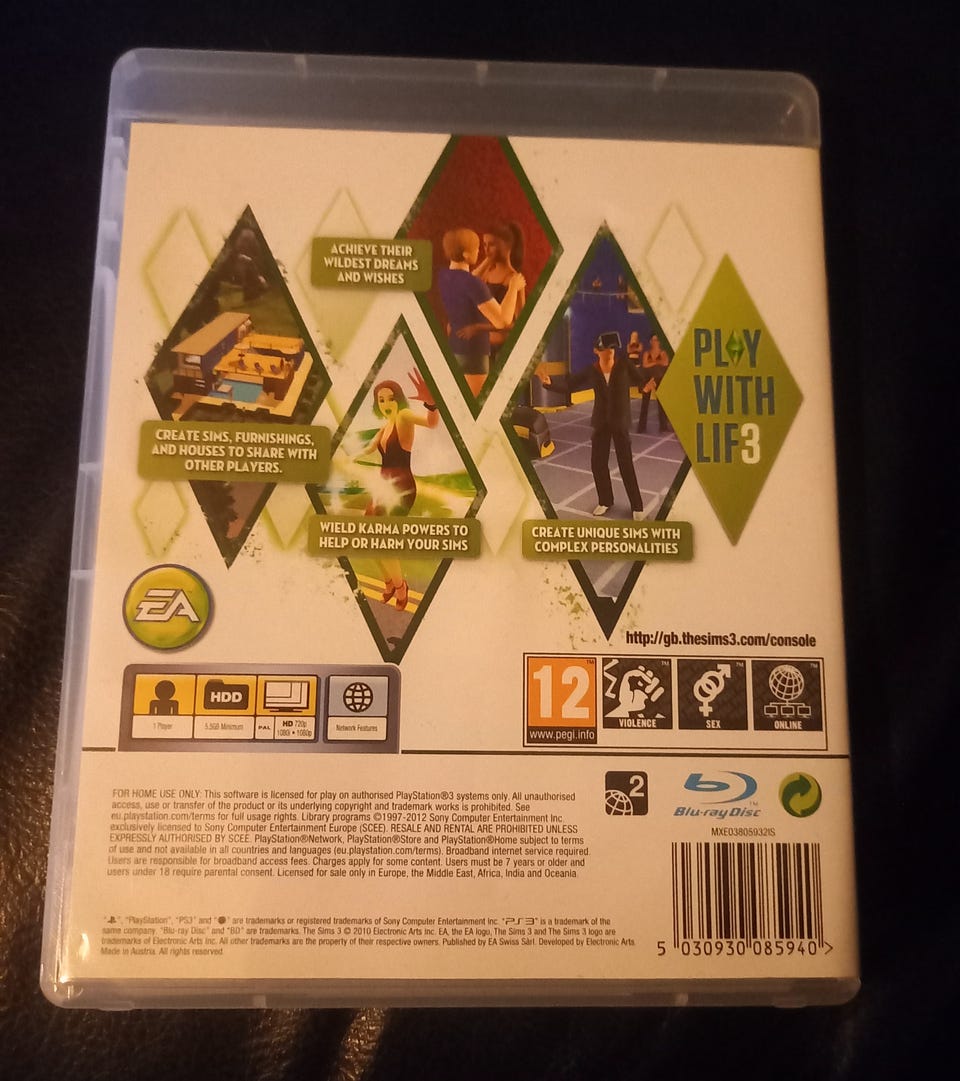 ACHIEVE THEIR
WILDEST DREAMS
AND WISHES
PLAY
WITH
LIF3
CREATE SIMS, FURNISHINGS,
AND HOUSES TO SHARE WITH
OTHER PLAYERS.
WIELD KARMA POWERS TO
HELP OR HARM YOUR SIMS
CREATE UNIQUE SIMS WITH
COMPLEX PERSONALITIES
EA
http://gb.thesims3.com/console
HDD
1 Player
5.5GB Minimum
PAL
HD 720p
1080i • 1080p
Network Features
12
www.pegi.info
VIOLENCE
SEX
ONLINE
2
Blu-ray Disc
MXE03805932IS
FOR HOME USE ONLY: This software is licensed for play on authorised PlayStation®3 systems only. All unauthorised
access, use or transfer of the product or its underlying copyright and trademark works is prohibited. See
eu.playstation.com/terms for full usage rights. Library programs ©1997-2012 Sony Computer Entertainment Inc.
exclusively licensed to Sony Computer Entertainment Europe (SCEE). RESALE AND RENTAL ARE PROHIBITED UNLESS
EXPRESSLY AUTHORISED BY SCEE. PlayStation®Network, PlayStation®Store and PlayStation®Home subject to terms
of use and not available in all countries and languages (eu.playstation.com/terms). Broadband internet service required.
Users are responsible for broadband access fees. Charges apply for some content. Users must be 7 years or older and
users under 18 require parental consent. Licensed for sale only in Europe, the Middle East, Africa, India and Oceania.
"PlayStation", "PS3" and are trademarks or registered trademarks of Sony Computer Entertainment Inc. "PS3" is a trademark of the
same company. "Blu-ray Disc" and "BD" are trademarks. The Sims 3 © 2010 Electronic Arts Inc. EA, the EA logo, The Sims 3 and The Sims 3 logo are
trademarks of Electronic Arts Inc. All other trademarks are the property of their respective owners. Published by EA Swiss Sàrl. Developed by Electronic Arts.
Made in Austria. All rights reserved.
5 030930 085940 >